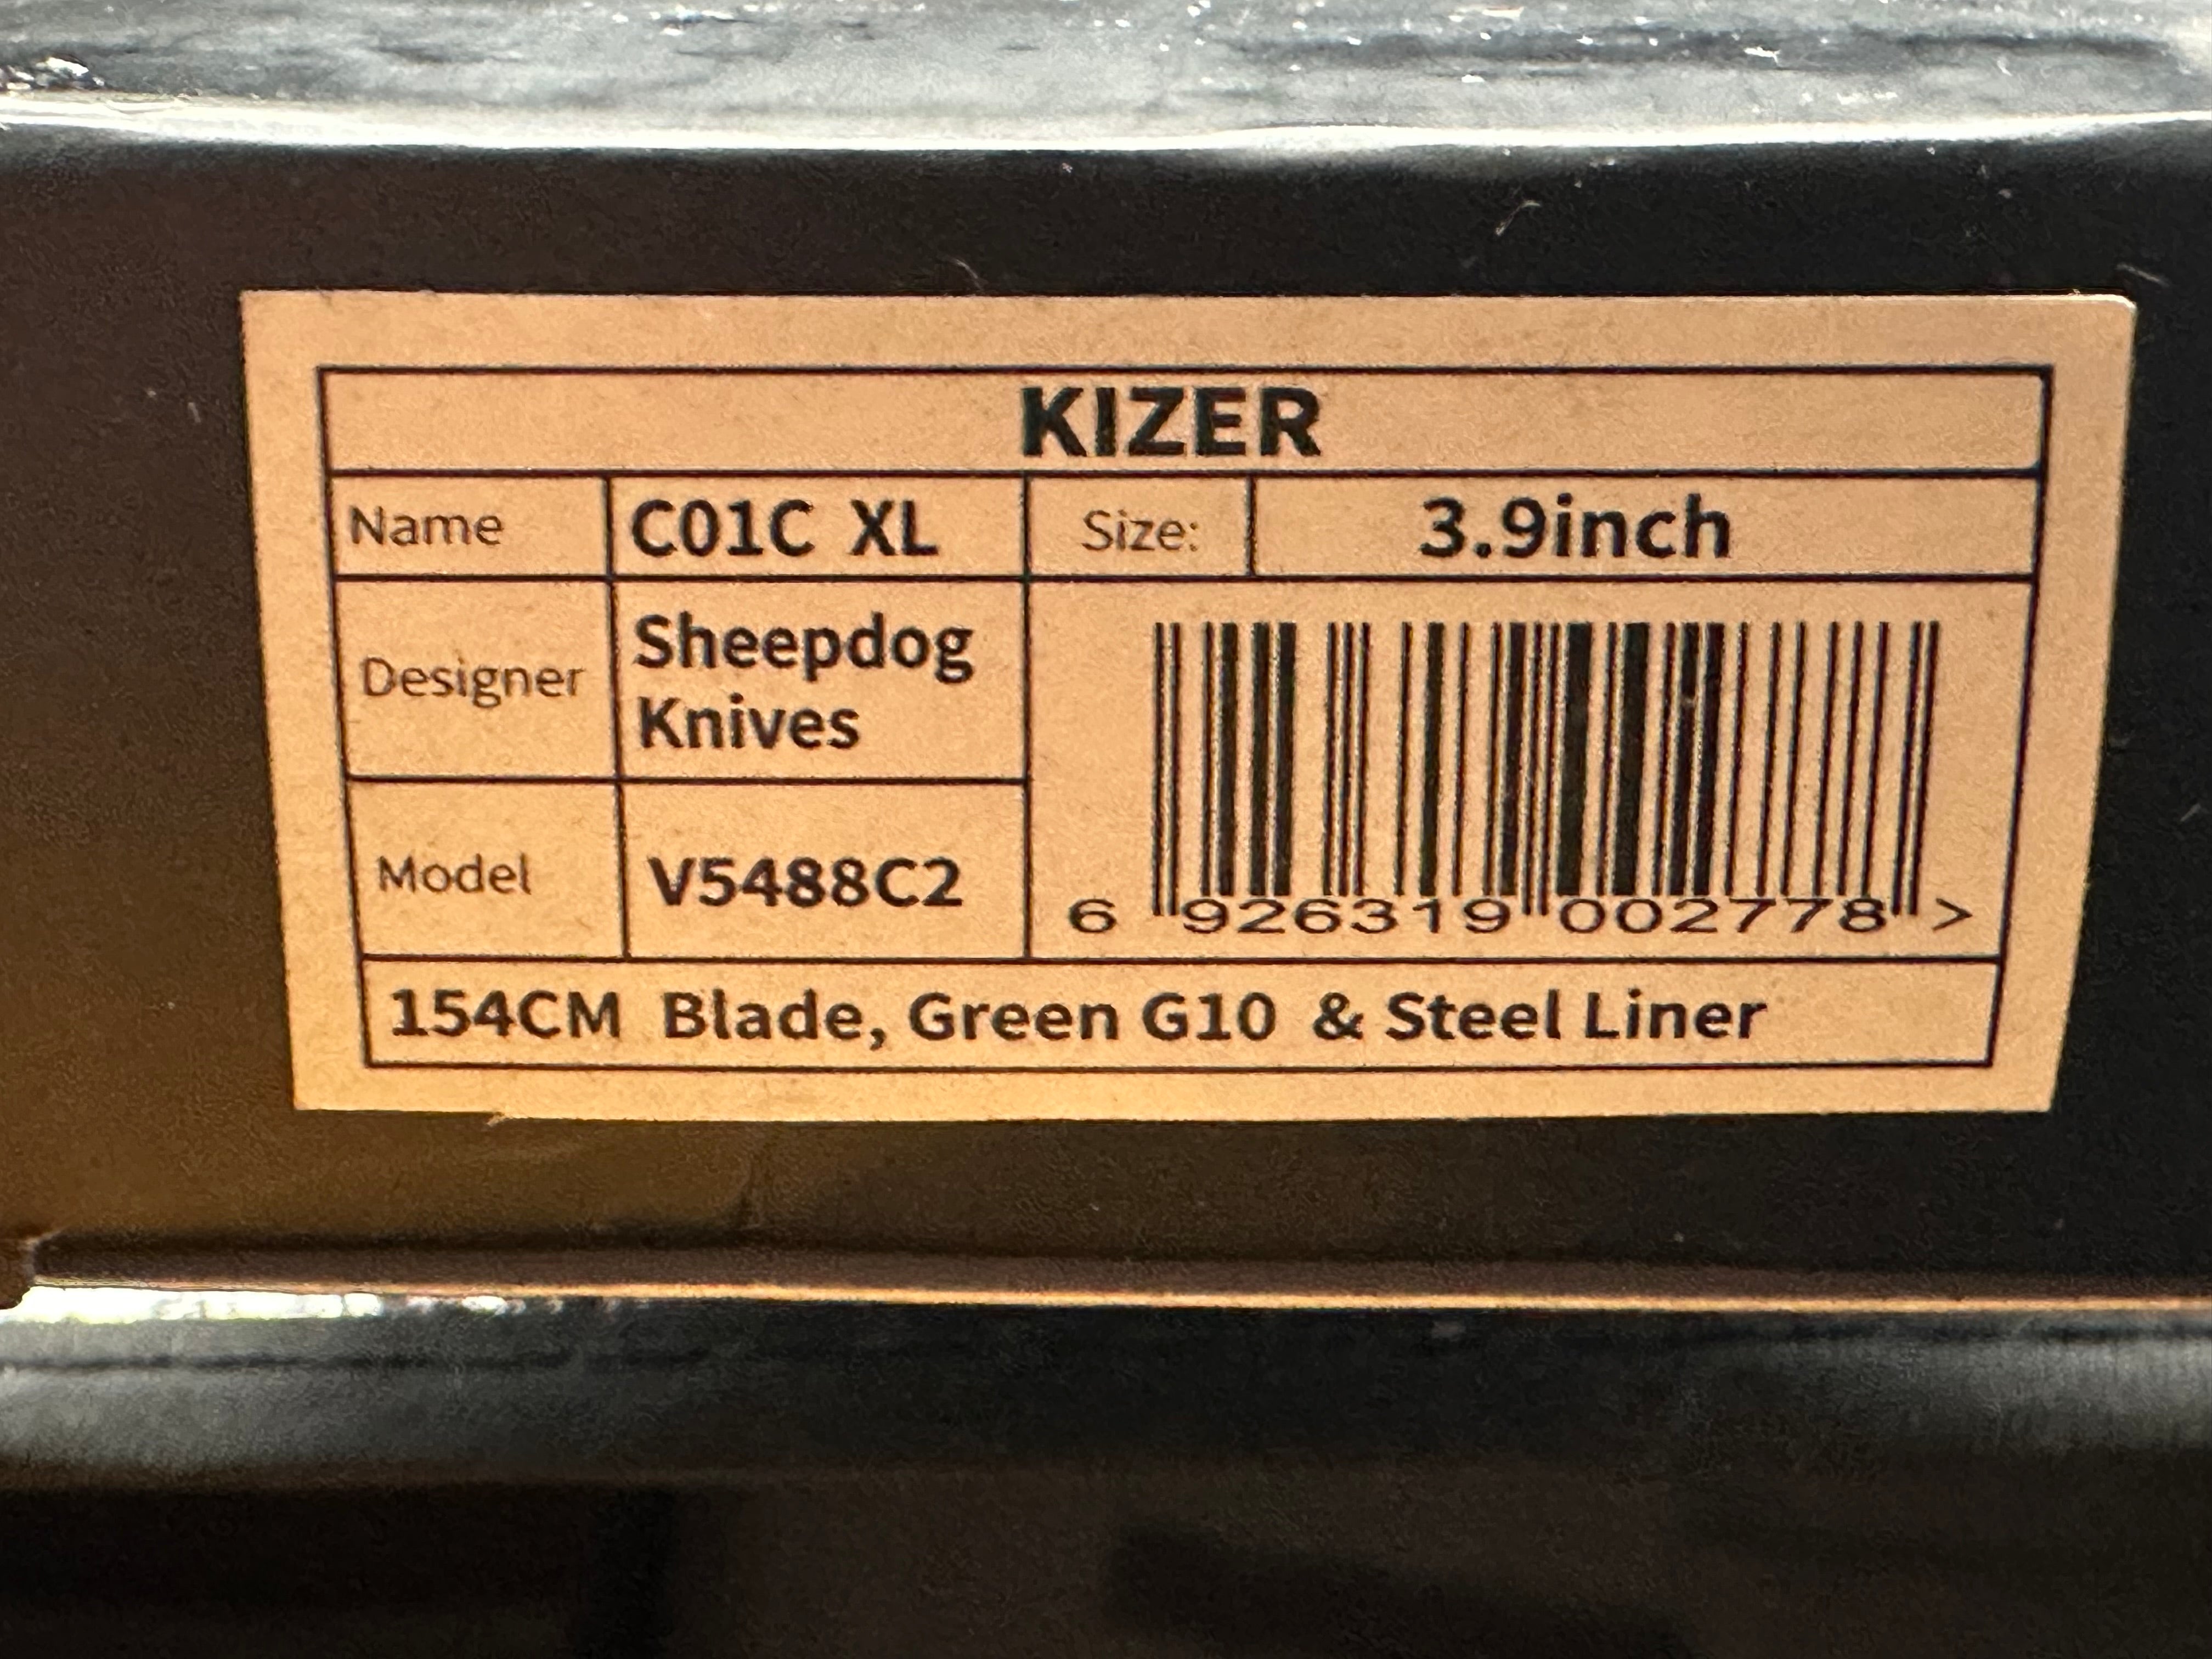 KIZER
Name C01C XL Size: 3.9inch
Designer Sheepdog
Knives
Model V5488C2
6 926319 002778 >
154CM Blade, Green G10 & Steel Liner